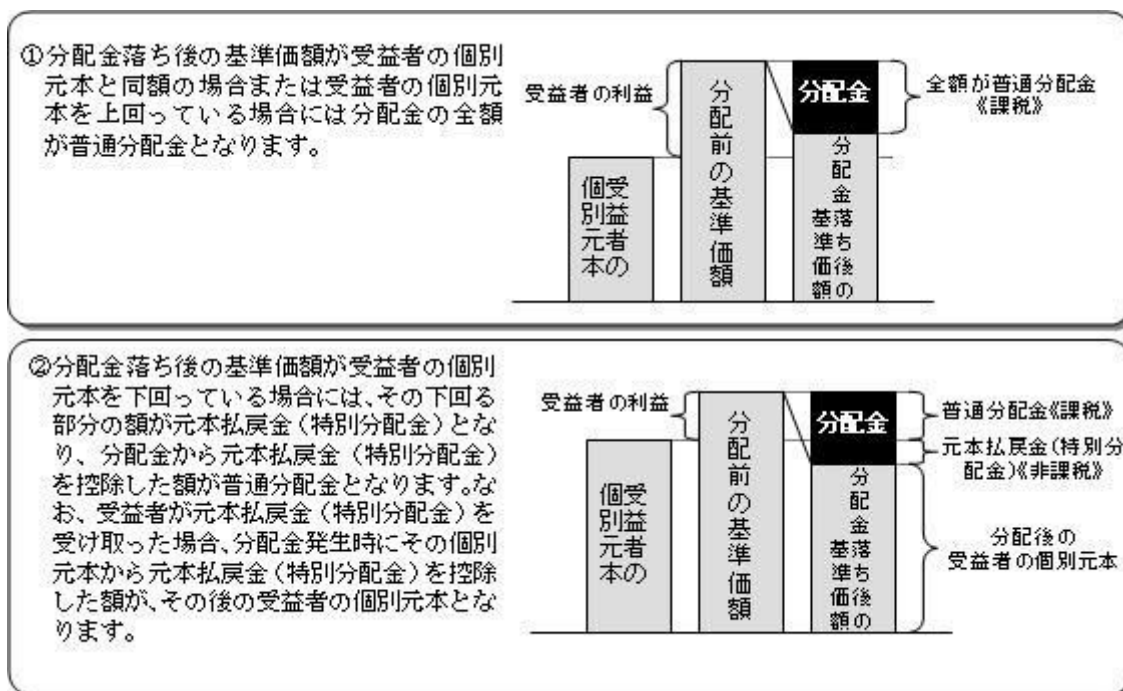 ①分配金落ち後の基準価額が受益者の個別
元本と同額の場合または受益者の個別元
本を上回っている場合には分配金の全額
が普通分配金となります。
受益者の利益
受益者の
個別元本
分配前の基準価額
分配金
分配金落ち後の
基準価額
全額が普通分配金
《課税》
②分配金落ち後の基準価額が受益者の個別
元本を下回っている場合には、その下回る
部分の額が元本払戻金（特別分配金）とな
り、分配金から元本払戻金（特別分配金）
を控除した額が普通分配金となります。な
お、受益者が元本払戻金（特別分配金）を
受け取った場合、分配金発生時にその個別
元本から元本払戻金（特別分配金）を控除
した額が、その後の受益者の個別元本とな
ります。
受益者の利益
受益者の
個別元本
分配前の基準価額
分配金
分配金落ち後の
基準価額
普通分配金《課税》
元本払戻金（特別分
配金）《非課税》
分配後の
受益者の個別元本